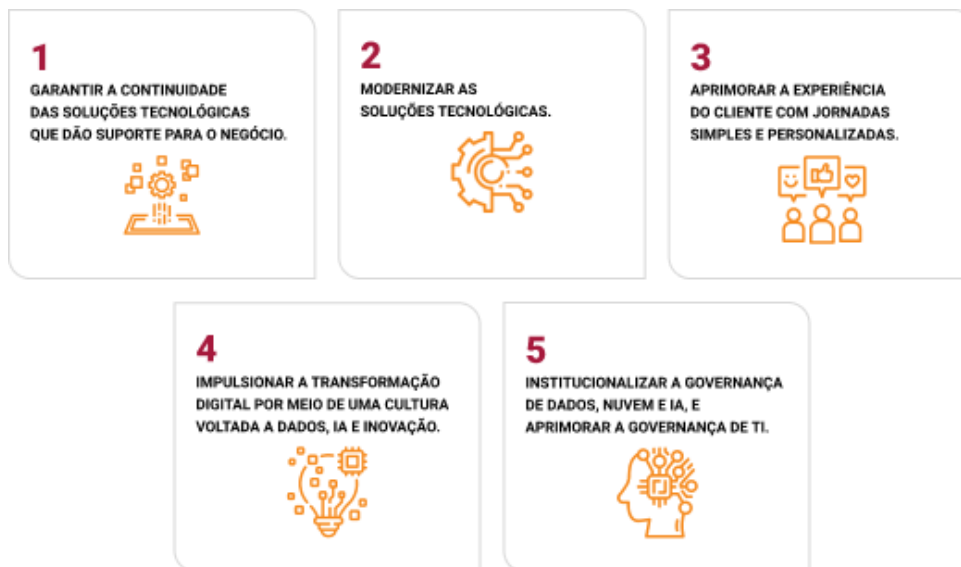 1
GARANTIR A CONTINUIDADE
DAS SOLUÇÕES TECNOLÓGICAS
QUE DÃO SUPORTE PARA O NEGÓCIO.
2
MODERNIZAR AS
SOLUÇÕES TECNOLÓGICAS.
3
APRIMORAR A EXPERIÊNCIA
DO CLIENTE COM JORNADAS
SIMPLES E PERSONALIZADAS.
4
IMPULSIONAR A TRANSFORMAÇÃO
DIGITAL POR MEIO DE UMA CULTURA
VOLTADA A DADOS, IA E INOVAÇÃO.
5
INSTITUCIONALIZAR A GOVERNANÇA
DE DADOS, NUVEM E IA, E
APRIMORAR A GOVERNANÇA DE TI.